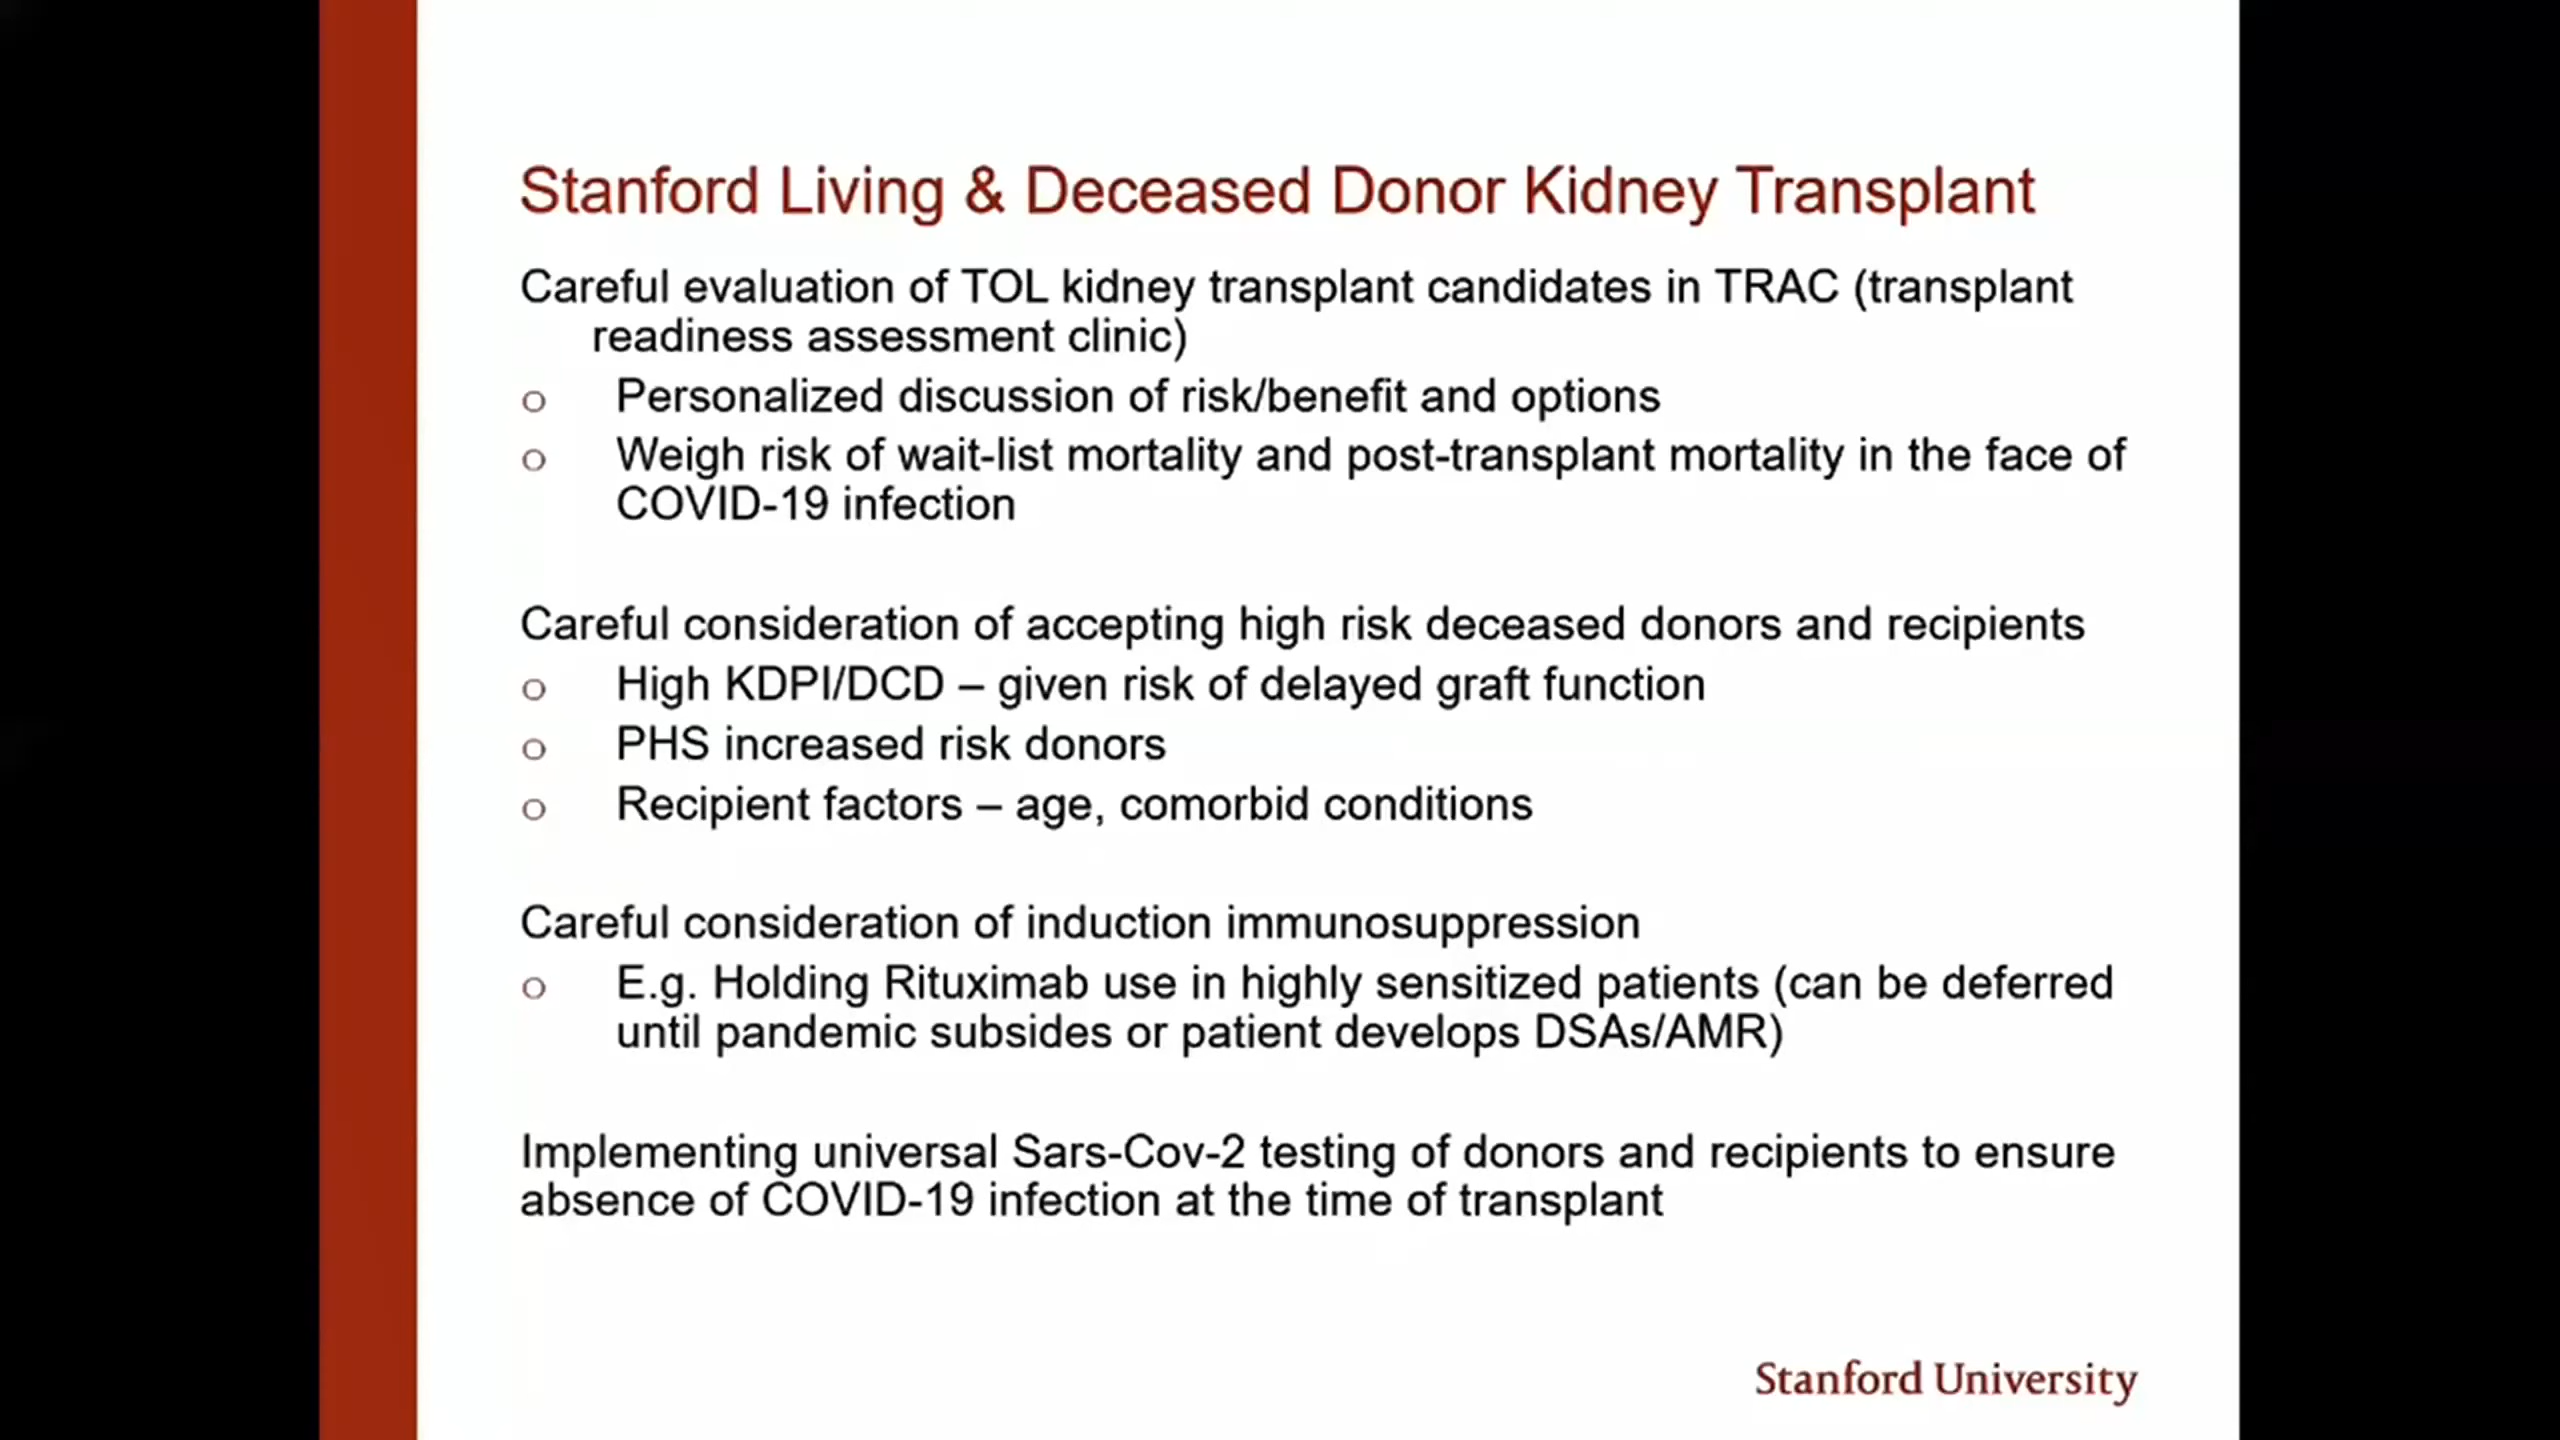 Stanford Living & Deceased Donor Kidney Transplant
Careful evaluation of TOL kidney transplant candidates in TRAC (transplant
readiness assessment clinic)
o Personalized discussion of risk/benefit and options
o Weigh risk of wait-list mortality and post-transplant mortality in the face of
COVID-19 infection
Careful consideration of accepting high risk deceased donors and recipients
o High KDPI/DCD – given risk of delayed graft function
o PHS increased risk donors
o Recipient factors – age, comorbid conditions
Careful consideration of induction immunosuppression
o E.g. Holding Rituximab use in highly sensitized patients (can be deferred
until pandemic subsides or patient develops DSAs/AMR)
Implementing universal Sars-Cov-2 testing of donors and recipients to ensure
absence of COVID-19 infection at the time of transplant
Stanford University